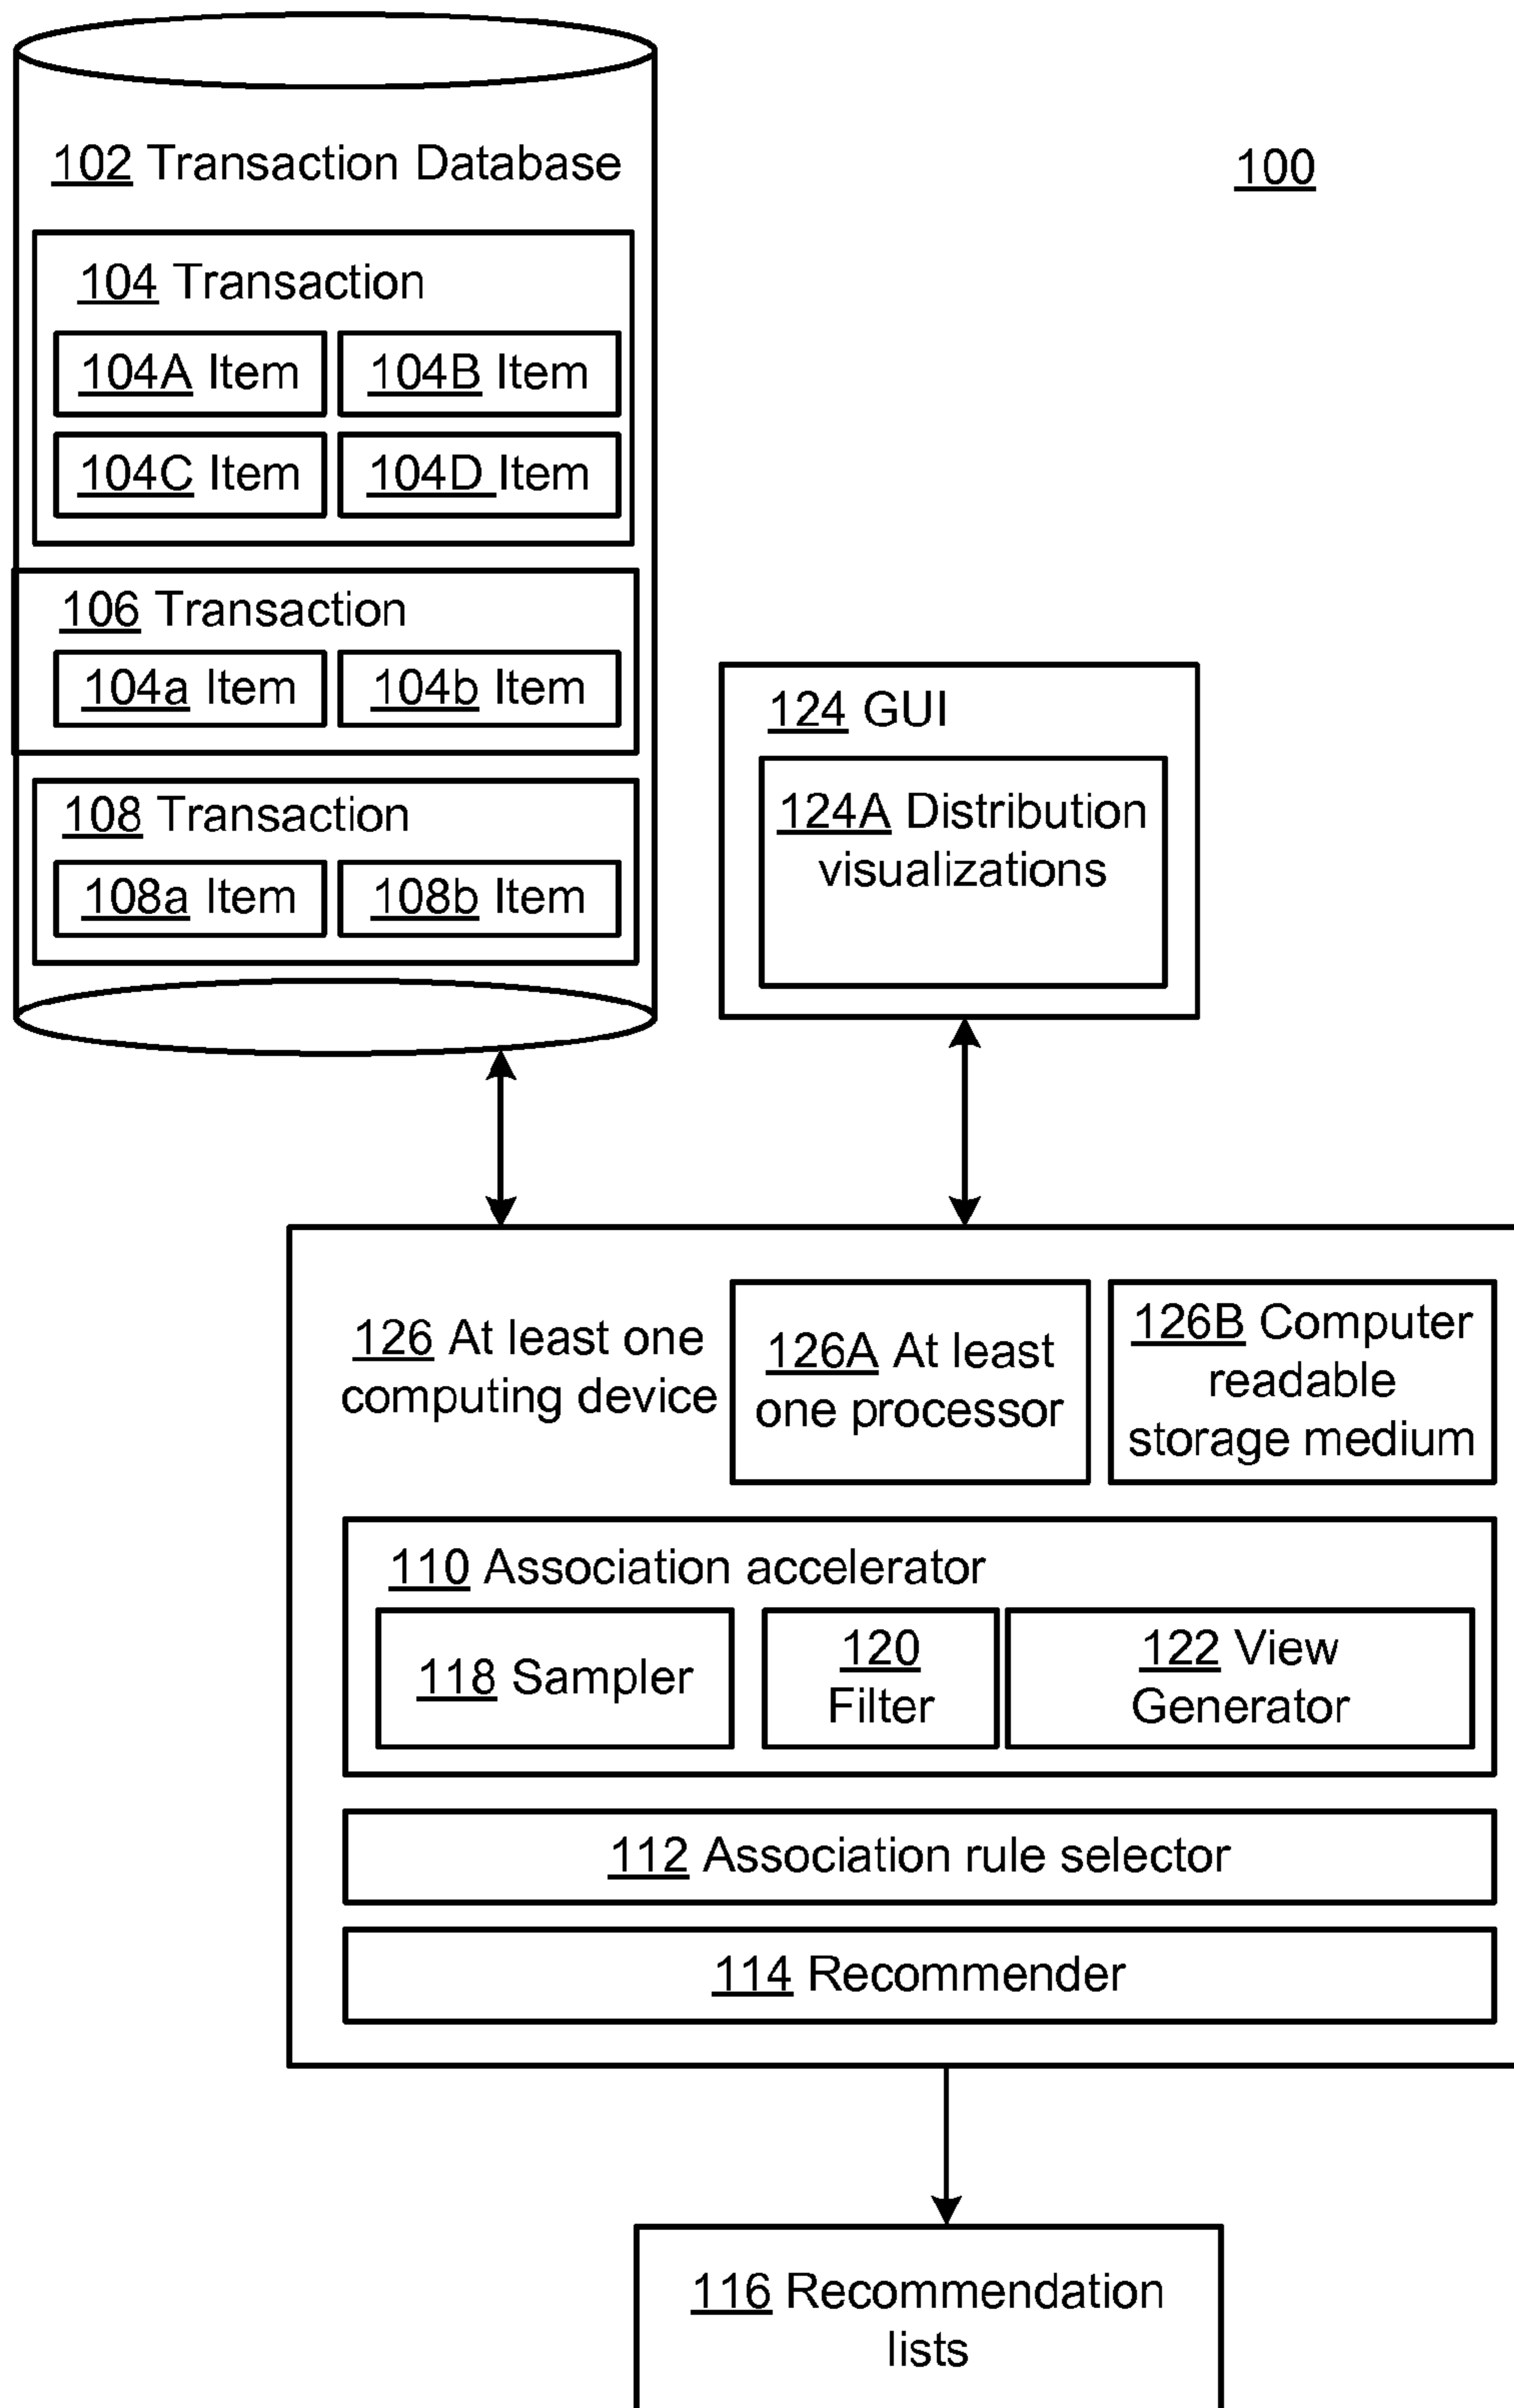 102 Transaction Database
100
104 Transaction
104A Item
104B Item
104C Item
104D Item
106 Transaction
104a Item
104b Item
108 Transaction
108a Item
108b Item
124 GUI
124A Distribution
visualizations
126 At least one
computing device
126A At least
one processor
126B Computer
readable
storage medium
110 Association accelerator
118 Sampler
120
Filter
122 View
Generator
112 Association rule selector
114 Recommender
116 Recommendation
lists